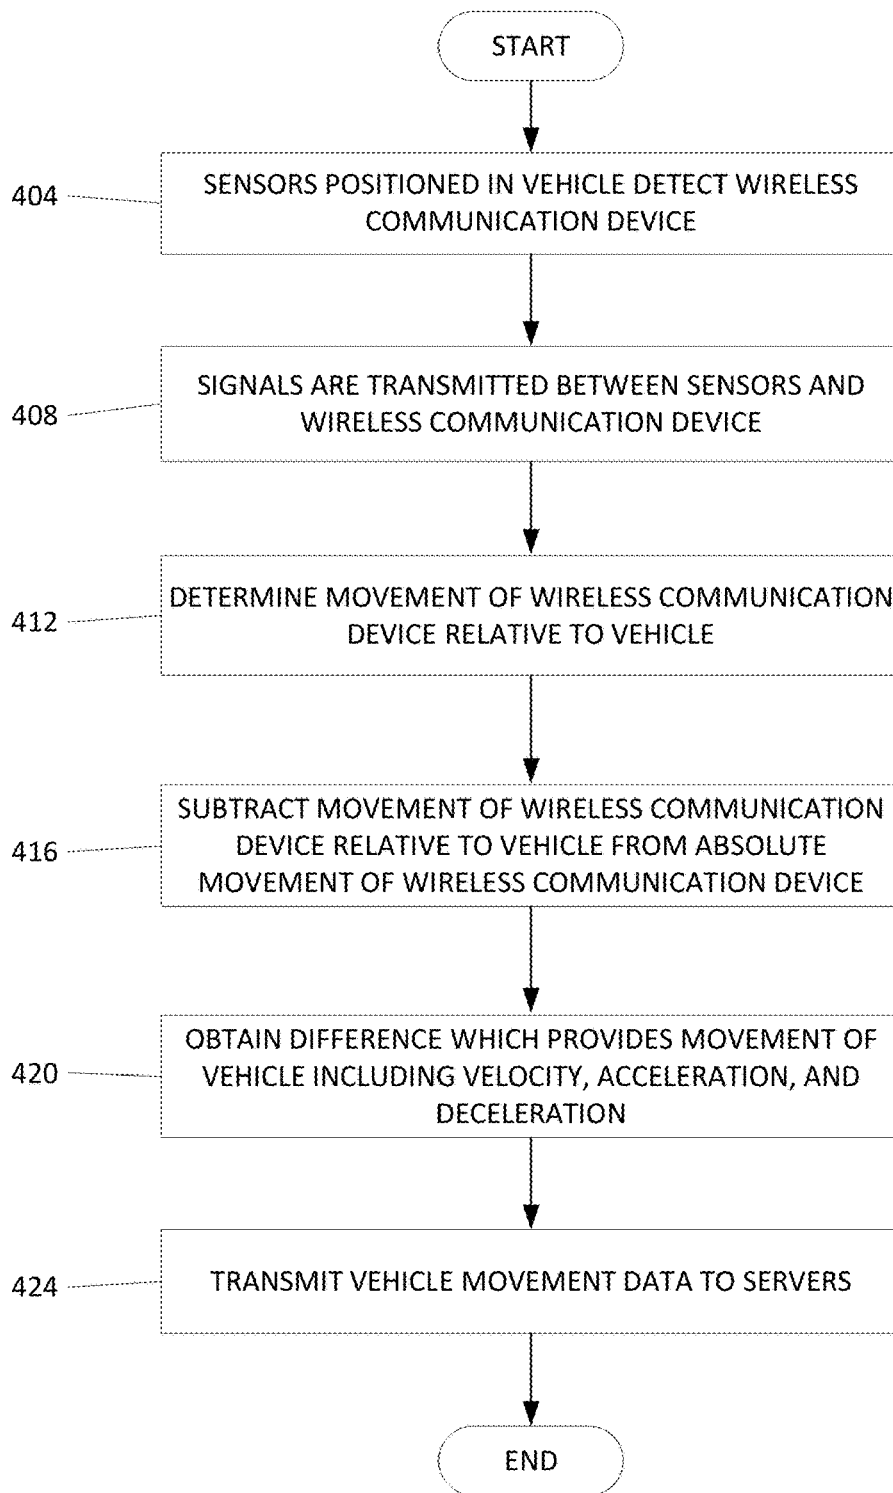 START
404
SENSORS POSITIONED IN VEHICLE DETECT WIRELESS
COMMUNICATION DEVICE
408
SIGNALS ARE TRANSMITTED BETWEEN SENSORS AND
WIRELESS COMMUNICATION DEVICE
412
DETERMINE MOVEMENT OF WIRELESS COMMUNICATION
DEVICE RELATIVE TO VEHICLE
416
SUBTRACT MOVEMENT OF WIRELESS COMMUNICATION
DEVICE RELATIVE TO VEHICLE FROM ABSOLUTE
MOVEMENT OF WIRELESS COMMUNICATION DEVICE
420
OBTAIN DIFFERENCE WHICH PROVIDES MOVEMENT OF
VEHICLE INCLUDING VELOCITY, ACCELERATION, AND
DECELERATION
424
TRANSMIT VEHICLE MOVEMENT DATA TO SERVERS
END